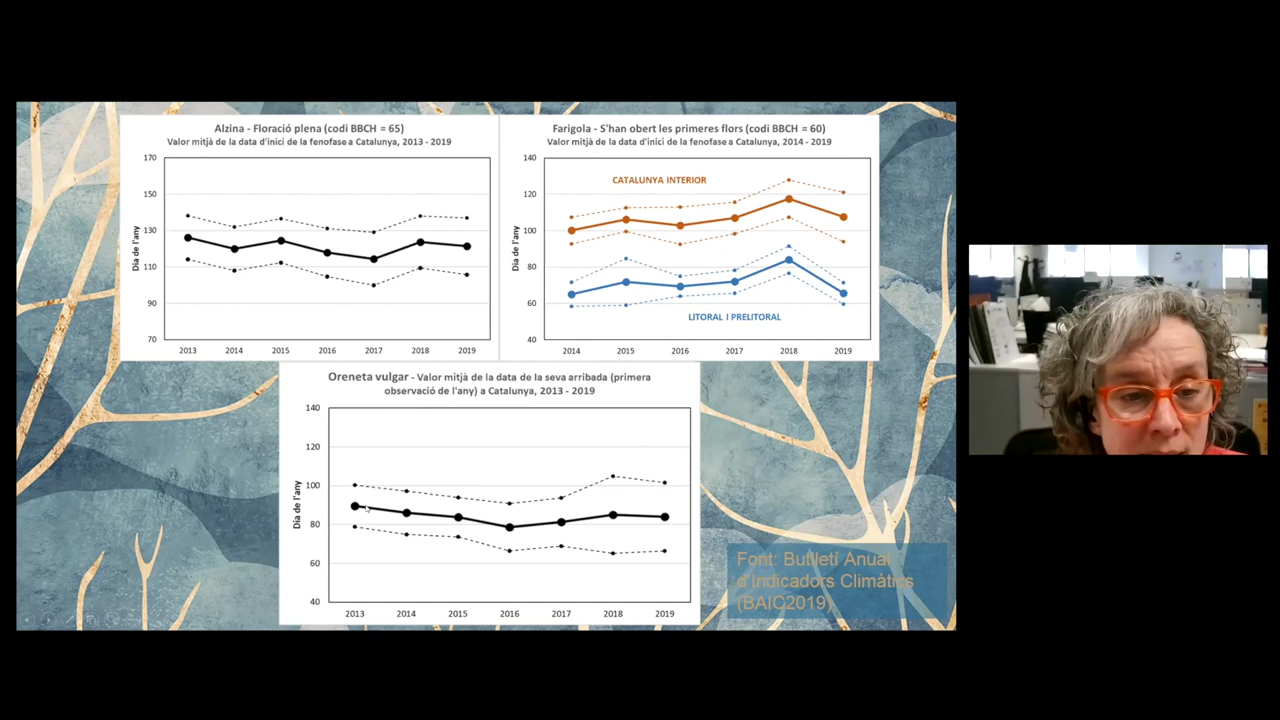 Alzina - Floració plena (codi BBCH = 65)
Valor mitjà de la data d'inici de la fenofase a Catalunya, 2013 - 2019
170
150
130
110
90
70
Dia de l'any
2013 2014 2015 2016 2017 2018 2019
Farigola - S'han obert les primeres flors (codi BBCH = 60)
Valor mitjà de la data d'inici de la fenofase a Catalunya, 2014 - 2019
140
120
100
80
60
40
Dia de l'any
CATALUNYA INTERIOR
LITORAL I PRELITORAL
2014 2015 2016 2017 2018 2019
Oreneta vulgar - Valor mitjà de la data de la seva arribada (primera
observació de l'any) a Catalunya, 2013 - 2019
140
120
100
80
60
40
Dia de l'any
2013 2014 2015 2016 2017 2018 2019
Font: Butlletí Anual
d'Indicadors Climàtics
(BAIC2019)